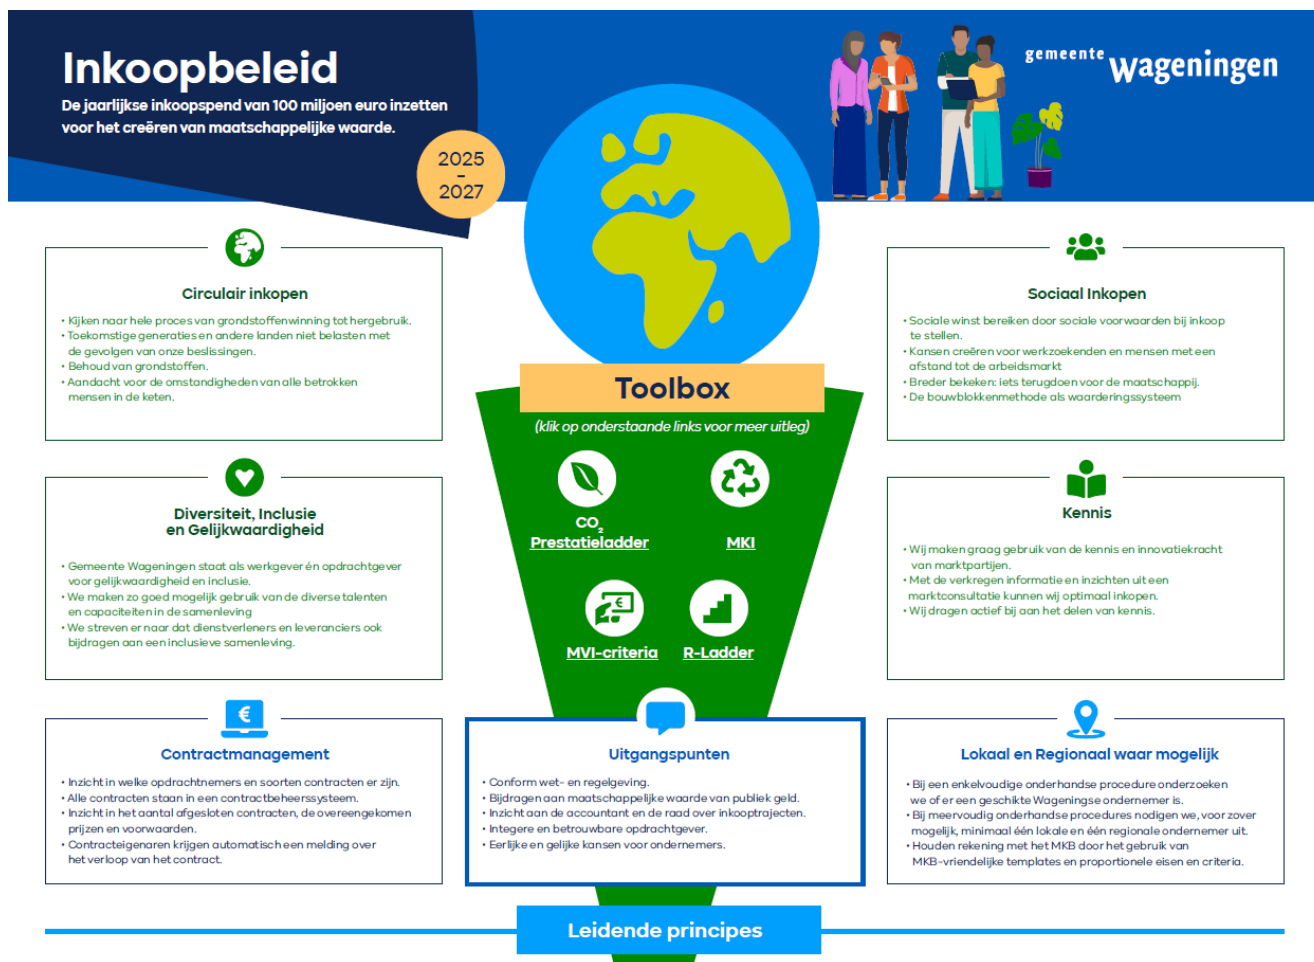 Inkoopbeleid
De jaarlijkse inkoopspend van 100 miljoen euro inzetten
voor het creëren van maatschappelijke waarde.
2025
-
2027
gemeente Wageningen
Circulair inkopen
• Kijken naar hele proces van grondstoffenwinning tot hergebruik.
• Toekomstige generaties en andere landen niet belasten met
de gevolgen van onze beslissingen.
• Behoud van grondstoffen.
• Aandacht voor de omstandigheden van alle betrokken
mensen in de keten.
Sociaal Inkopen
• Sociale winst bereiken door sociale voorwaarden bij inkoop
te stellen.
• Kansen creëren voor werkzoekenden en mensen met een
afstand tot de arbeidsmarkt
• Breder bekeken: iets terugdoen voor de maatschappij.
• De bouwblokkenmethode als waarderingssysteem
Toolbox
(klik op onderstaande links voor meer uitleg)
CO₂
Prestatieladder
MKI
MVI-criteria
R-Ladder
€
Diversiteit, Inclusie
en Gelijkwaardigheid
• Gemeente Wageningen staat als werkgever én opdrachtgever
voor gelijkwaardigheid en inclusie.
• We maken zo goed mogelijk gebruik van de diverse talenten
en capaciteiten in de samenleving
• We streven er naar dat dienstverleners en leveranciers ook
bijdragen aan een inclusieve samenleving.
Kennis
• Wij maken graag gebruik van de kennis en innovatiekracht
van marktpartijen.
• Met de verkregen informatie en inzichten uit een
marktconsultatie kunnen wij optimaal inkopen.
• Wij dragen actief bij aan het delen van kennis.
€
Contractmanagement
• Inzicht in welke opdrachtnemers en soorten contracten er zijn.
• Alle contracten staan in een contractbeheerssysteem.
• Inzicht in het aantal afgesloten contracten, de overeengekomen
prijzen en voorwaarden.
• Contracteigenaren krijgen automatisch een melding over
het verloop van het contract.
Uitgangspunten
• Conform wet- en regelgeving.
• Bijdragen aan maatschappelijke waarde van publiek geld.
• Inzicht aan de accountant en de raad over inkooptrajecten.
• Integere en betrouwbare opdrachtgever.
• Eerlijke en gelijke kansen voor ondernemers.
Lokaal en Regionaal waar mogelijk
• Bij een enkelvoudige onderhandse procedure onderzoeken
we of er een geschikte Wageningse ondernemer is.
• Bij meervoudig onderhandse procedures nodigen we, voor zover
mogelijk, minimaal één lokale en één regionale ondernemer uit.
• Houden rekening met het MKB door het gebruik van
MKB-vriendelijke templates en proportionele eisen en criteria.
Leidende principes